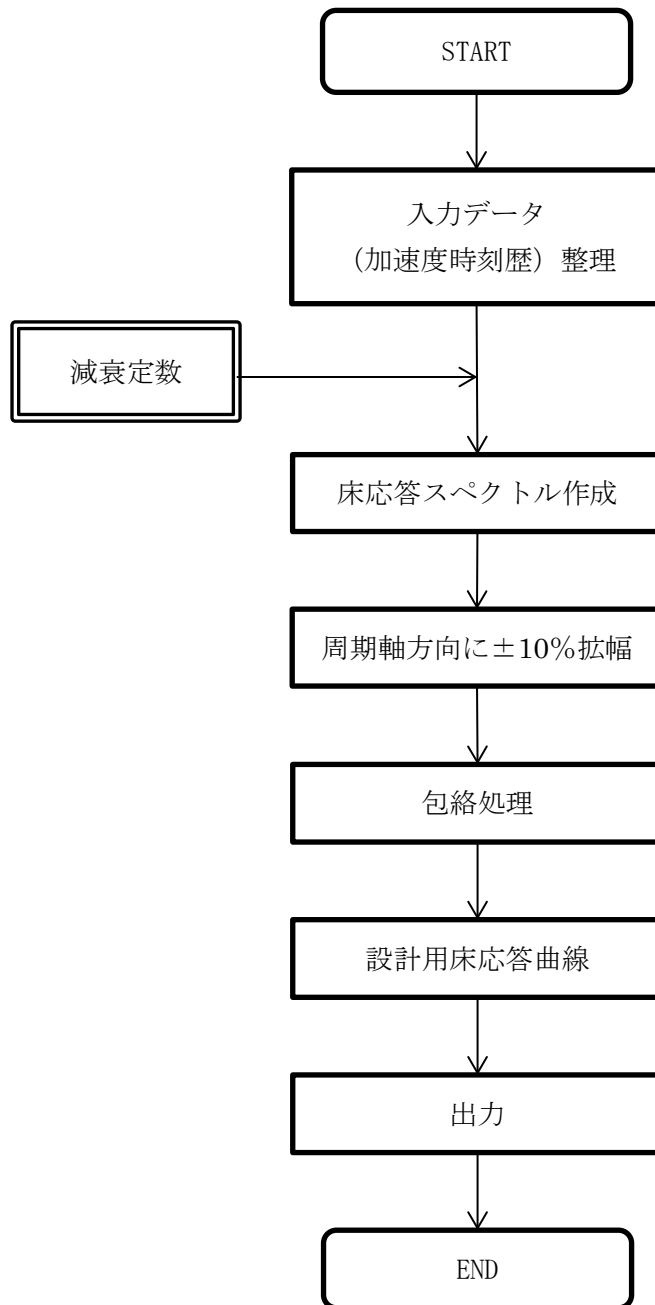 START
入力データ
（加速度時刻歴）整理
減衰定数
床応答スペクトル作成
周期軸方向に±10％拡幅
包絡処理
設計用床応答曲線
出力
END